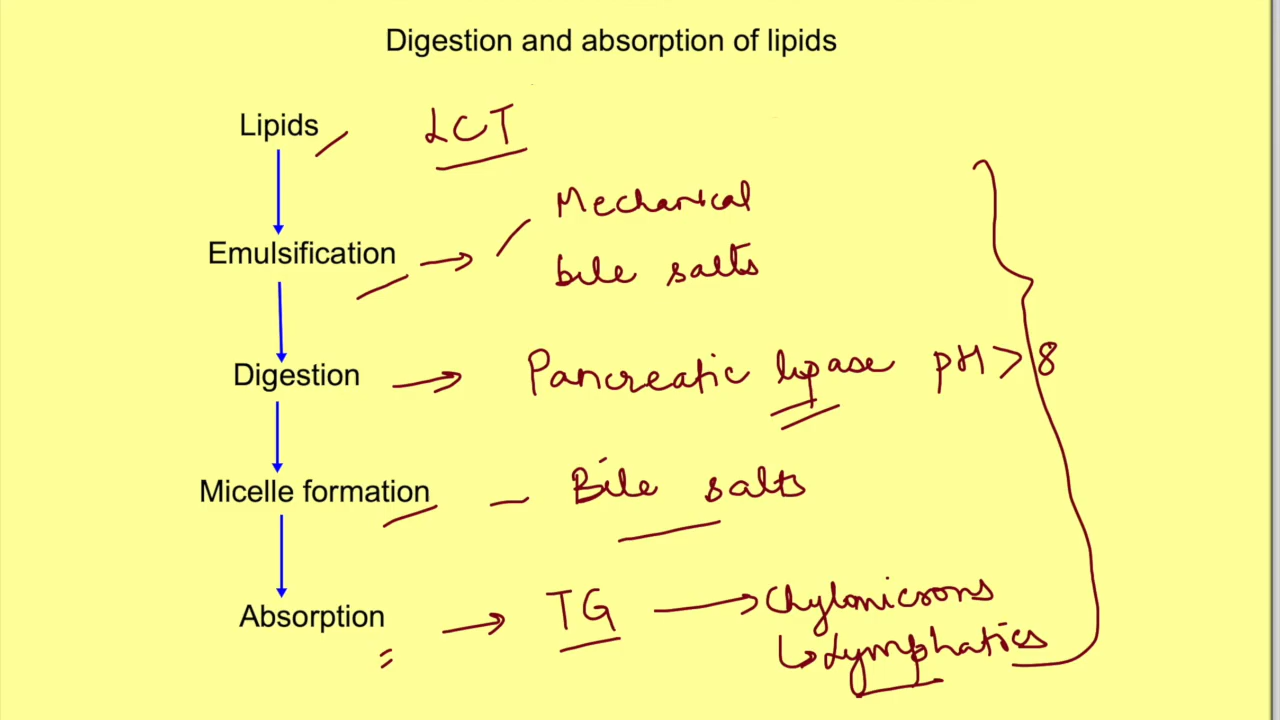 Digestion and absorption of lipids
Lipids LCT
Mechanical
Emulsification → bile salts
Digestion → Pancreatic lipase pH > 8
Micelle formation - Bile salts
Absorption → TG → Chylomicrons
↳ Lymphatics